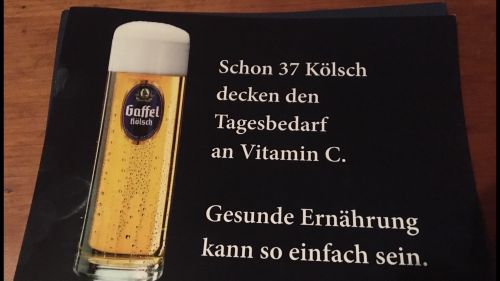 Gaffel
Kölsch
Schon 37 Kölsch
decken den
Tagesbedarf
an Vitamin C.
Gesunde Ernährung
kann so einfach sein.